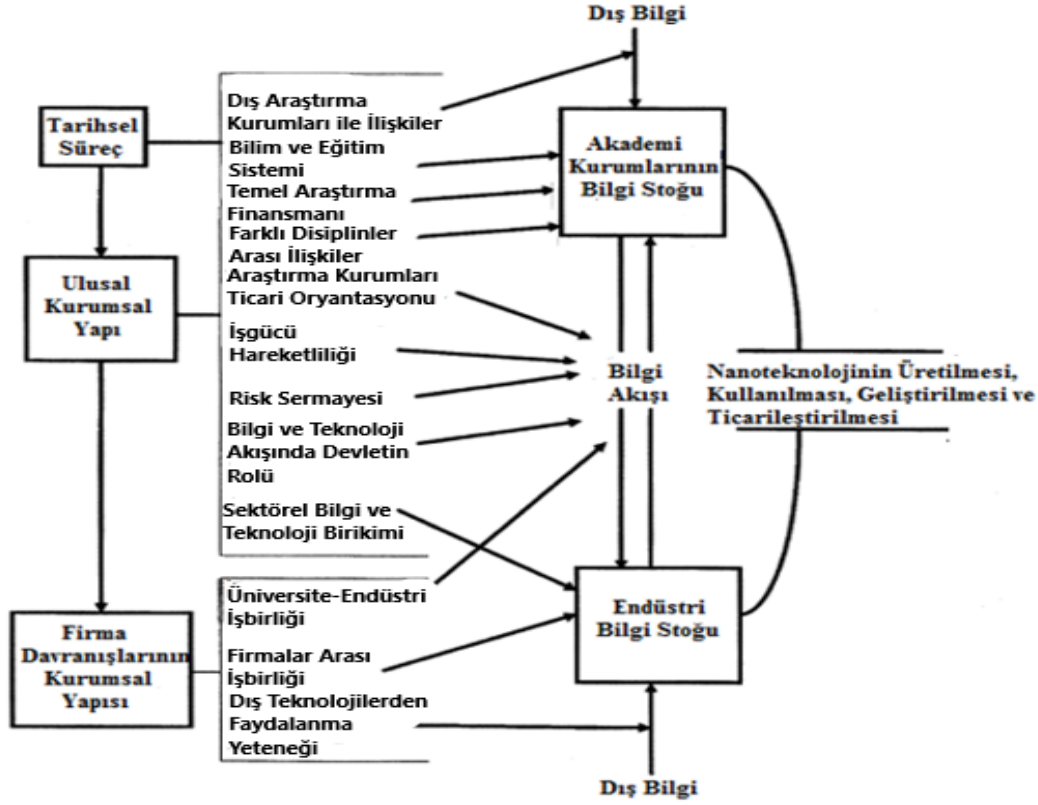 Dış Bilgi
Tarihsel
Süreç
Ulusal
Kurumsal
Yapı
Firma
Davranışlarının
Kurumsal
Yapısı
Dış Araştırma
Kurumları ile İlişkiler
Bilim ve Eğitim
Sistemi
Temel Araştırma
Finansmanı
Farklı Disiplinler
Arası İlişkiler
Araştırma Kurumları
Ticari Oryantasyonu
İşgücü
Hareketliliği
Risk Sermayesi
Bilgi ve Teknoloji
Akışında Devletin
Rolü
Sektörel Bilgi ve
Teknoloji Birikimi
Üniversite-Endüstri
İşbirliği
Firmalar Arası
İşbirliği
Dış Teknolojilerden
Faydalanma
Yeteneği
Akademi
Kurumlarının
Bilgi Stoğu
Bilgi
Akışı
Endüstri
Bilgi Stoğu
Nanoteknolojinin Üretilmesi,
Kullanılması, Geliştirilmesi ve
Ticarileştirilmesi
Dış Bilgi